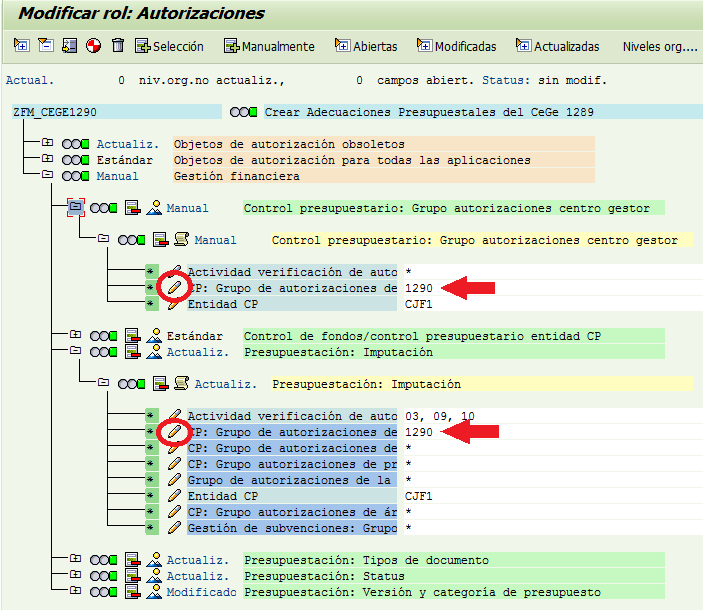 Modificar rol: Autorizaciones
Selección Manualmente Abiertas Modificadas Actualizadas Niveles org....
Actual. 0 niv.org.no actualiz., 0 campos abiert. Status: sin modif.
ZFM_CEGE1290 Crear Adecuaciones Presupuestales del CeGe 1289
Actualiz. Objetos de autorización obsoletos
Estándar Objetos de autorización para todas las aplicaciones
Manual Gestión financiera
Manual Control presupuestario: Grupo autorizaciones centro gestor
Manual Control presupuestario: Grupo autorizaciones centro gestor
* Actividad verificación de auto *
* CP: Grupo de autorizaciones de 1290
* Entidad CP CJF1
Estándar Control de fondos/control presupuestario entidad CP
Actualiz. Presupuestación: Imputación
Actualiz. Presupuestación: Imputación
* Actividad verificación de auto 03, 09, 10
* CP: Grupo de autorizaciones de 1290
* CP: Grupo de autorizaciones de *
* CP: Grupo autorizaciones de pr *
* Grupo de autorizaciones de la *
* Entidad CP CJF1
* CP: Grupo autorizaciones de ár *
* Gestión de subvenciones: Grupo *
Actualiz. Presupuestación: Tipos de documento
Actualiz. Presupuestación: Status
Modificado Presupuestación: Versión y categoría de presupuesto